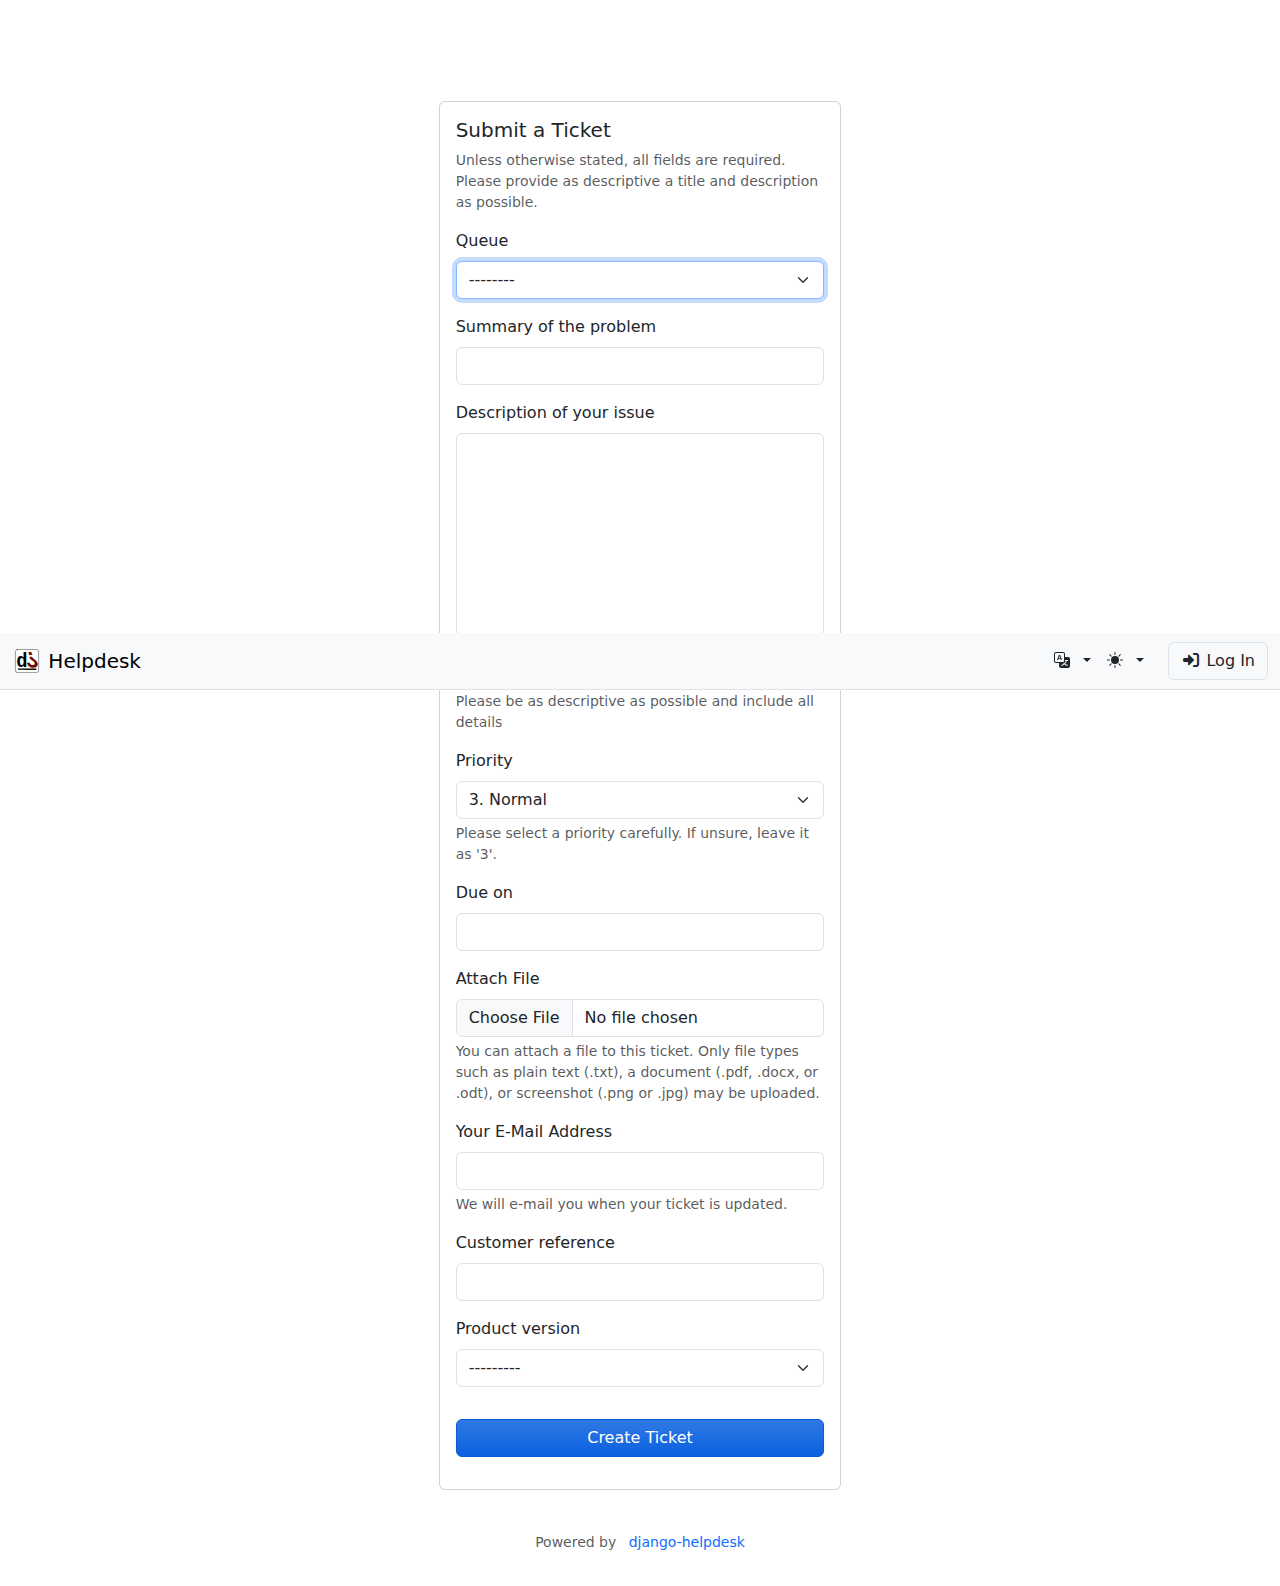 Submit a Ticket
Unless otherwise stated, all fields are required.
Please provide as descriptive a title and description
as possible.
Queue
--------
Summary of the problem
Description of your issue
Helpdesk
Log In
Please be as descriptive as possible and include all
details
Priority
3. Normal
Please select a priority carefully. If unsure, leave it
as '3'.
Due on
Attach File
Choose File No file chosen
You can attach a file to this ticket. Only file types
such as plain text (.txt), a document (.pdf, .docx, or
.odt), or screenshot (.png or .jpg) may be uploaded.
Your E-Mail Address
We will e-mail you when your ticket is updated.
Customer reference
Product version
---------
Create Ticket
Powered by django-helpdesk